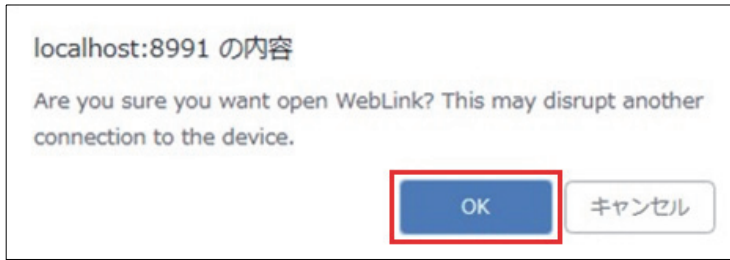 localhost:8991 の内容
Are you sure you want open WebLink? This may disrupt another
connection to the device.
OK
キャンセル